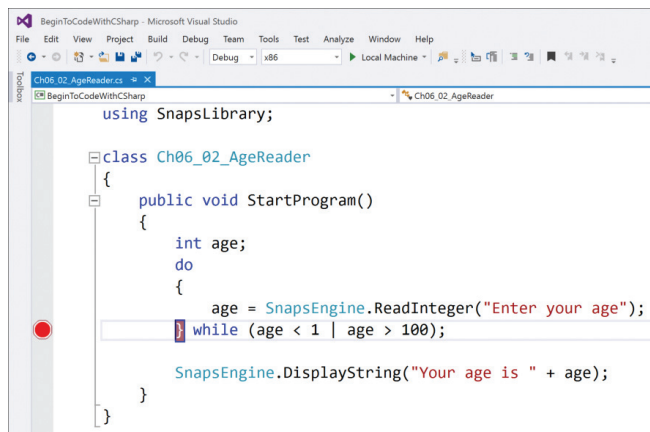 BeginToCodeWithCSharp - Microsoft Visual Studio
File Edit View Project Build Debug Team Tools Test Analyze Window Help
Debug x86 Local Machine
Toolbox
Ch06_02_AgeReader.cs
BeginToCodeWithCSharp Ch06_02_AgeReader
using SnapsLibrary;
class Ch06_02_AgeReader
{
public void StartProgram()
{
int age;
do
{
age = SnapsEngine.ReadInteger("Enter your age");
} while (age < 1 | age > 100);
SnapsEngine.DisplayString("Your age is " + age);
}
}